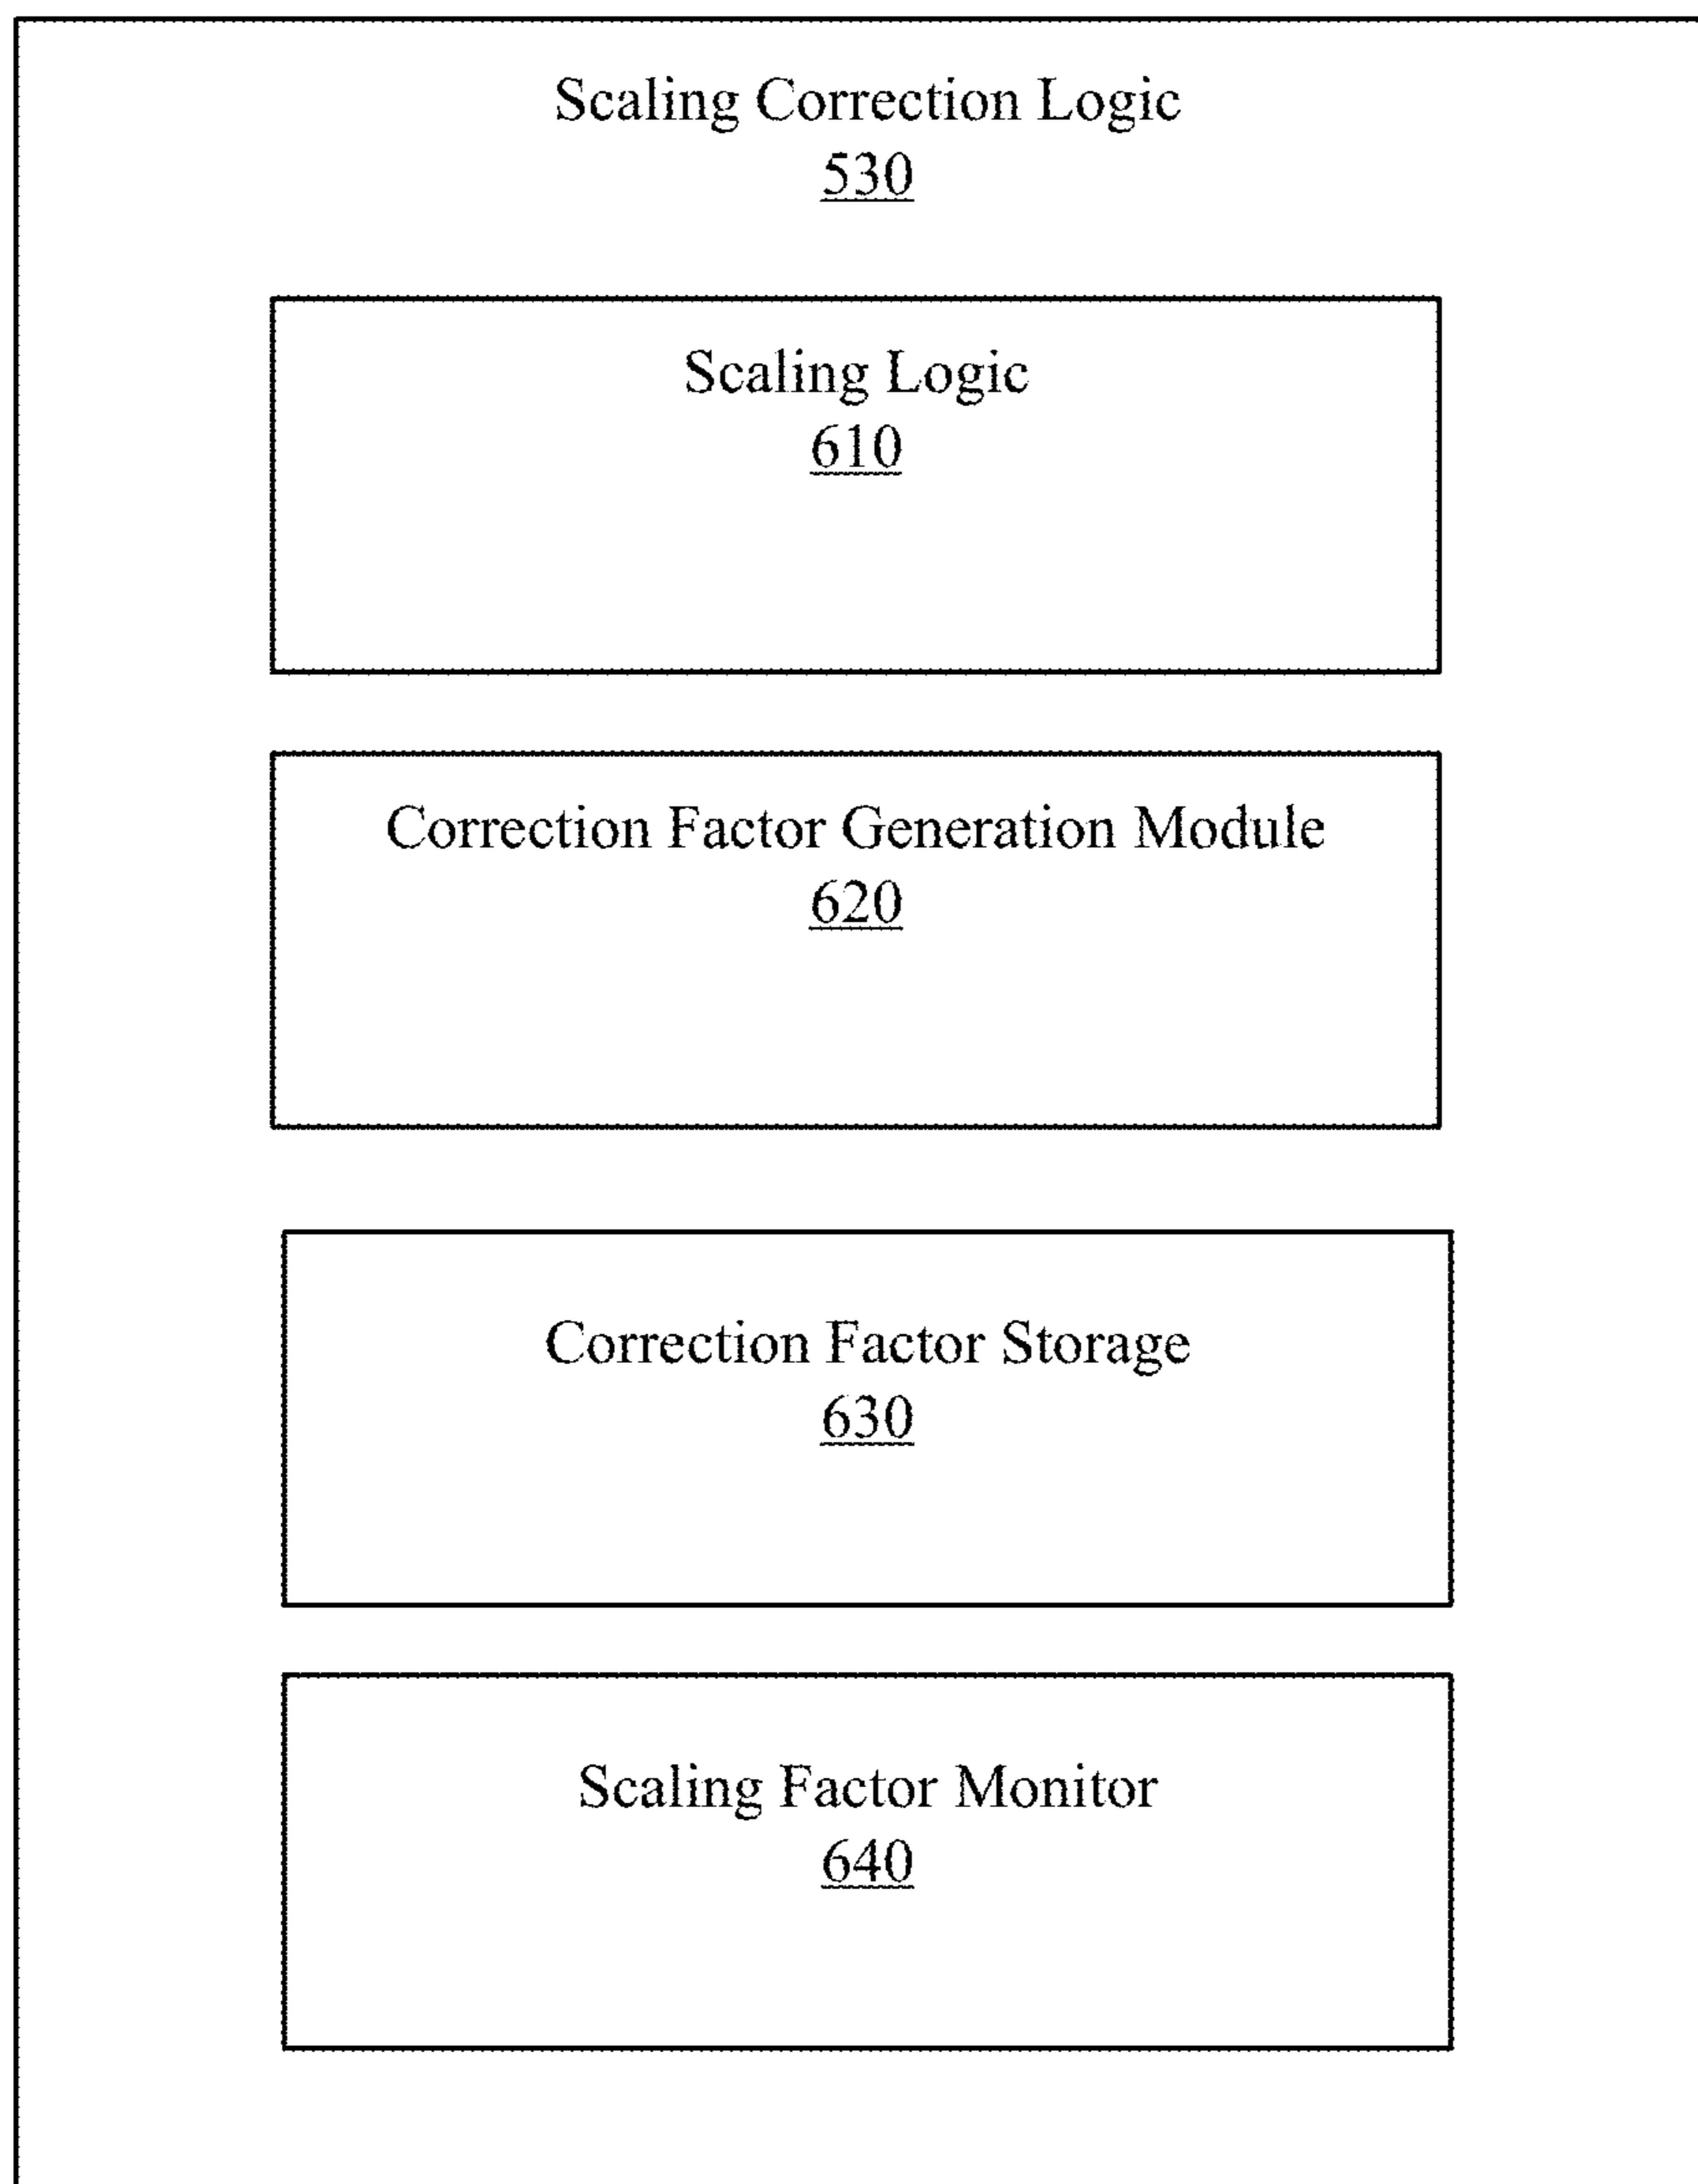 Scaling Correction Logic
530
Scaling Logic
610
Correction Factor Generation Module
620
Correction Factor Storage
630
Scaling Factor Monitor
640